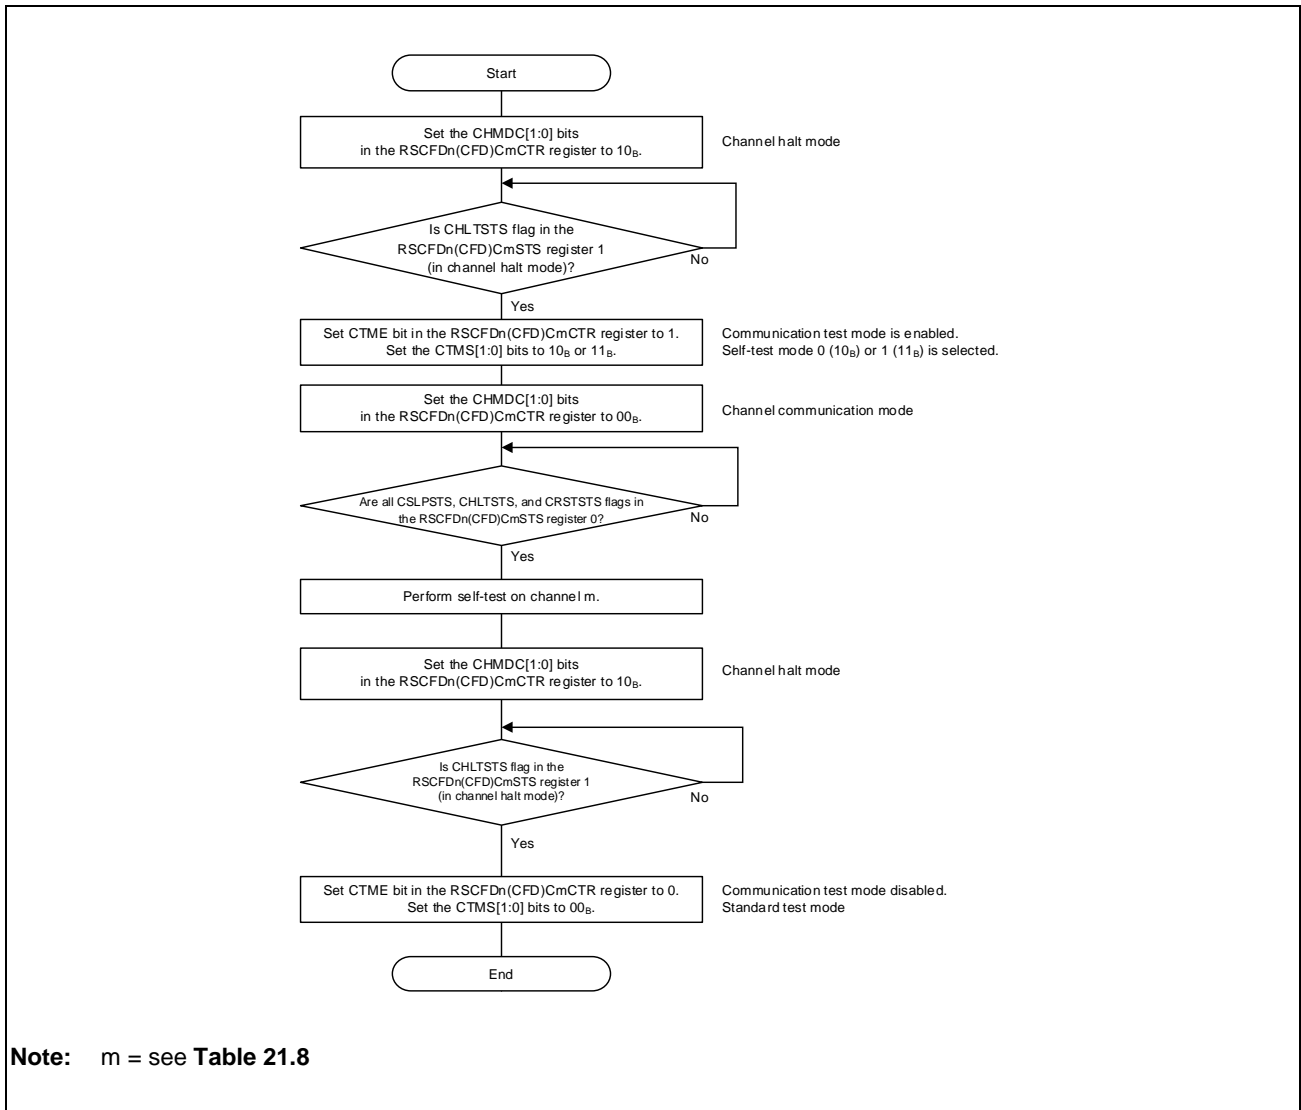 Start
Set the CHMDC[1:0] bits
in the RSCFDn(CFD)CmCTR register to 10B.
Channel halt mode
Is CHLTSTS flag in the
RSCFDn(CFD)CmSTS register 1
(in channel halt mode)?
No
Yes
Set CTME bit in the RSCFDn(CFD)CmCTR register to 1.
Set the CTMS[1:0] bits to 10B or 11B.
Communication test mode is enabled.
Self-test mode 0 (10B) or 1 (11B) is selected.
Set the CHMDC[1:0] bits
in the RSCFDn(CFD)CmCTR register to 00B.
Channel communication mode
Are all CSLPSTS, CHLTSTS, and CRSTSTS flags in
the RSCFDn(CFD)CmSTS register 0?
No
Yes
Perform self-test on channel m.
Set the CHMDC[1:0] bits
in the RSCFDn(CFD)CmCTR register to 10B.
Channel halt mode
Is CHLTSTS flag in the
RSCFDn(CFD)CmSTS register 1
(in channel halt mode)?
No
Yes
Set CTME bit in the RSCFDn(CFD)CmCTR register to 0.
Set the CTMS[1:0] bits to 00B.
Communication test mode disabled.
Standard test mode
End
Note: m = see Table 21.8